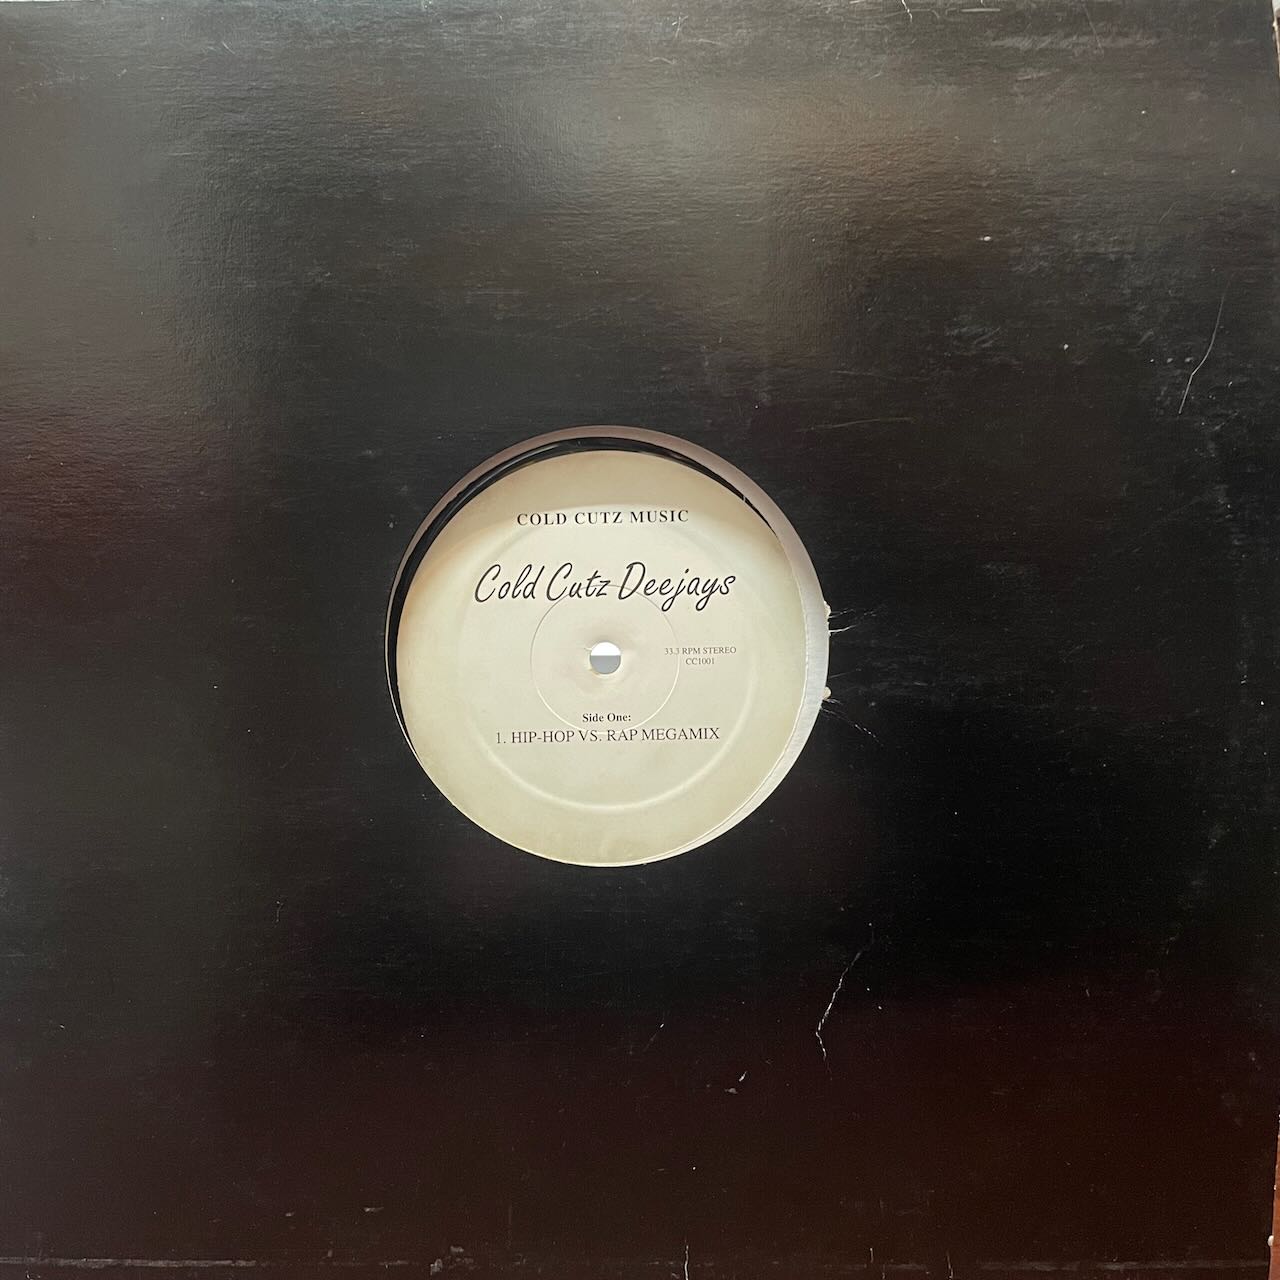 COLD CUTZ MUSIC
Cold Cutz Deejays
33.3 RPM STEREO
CC1001
Side One:
1. HIP-HOP VS. RAP MEGAMIX